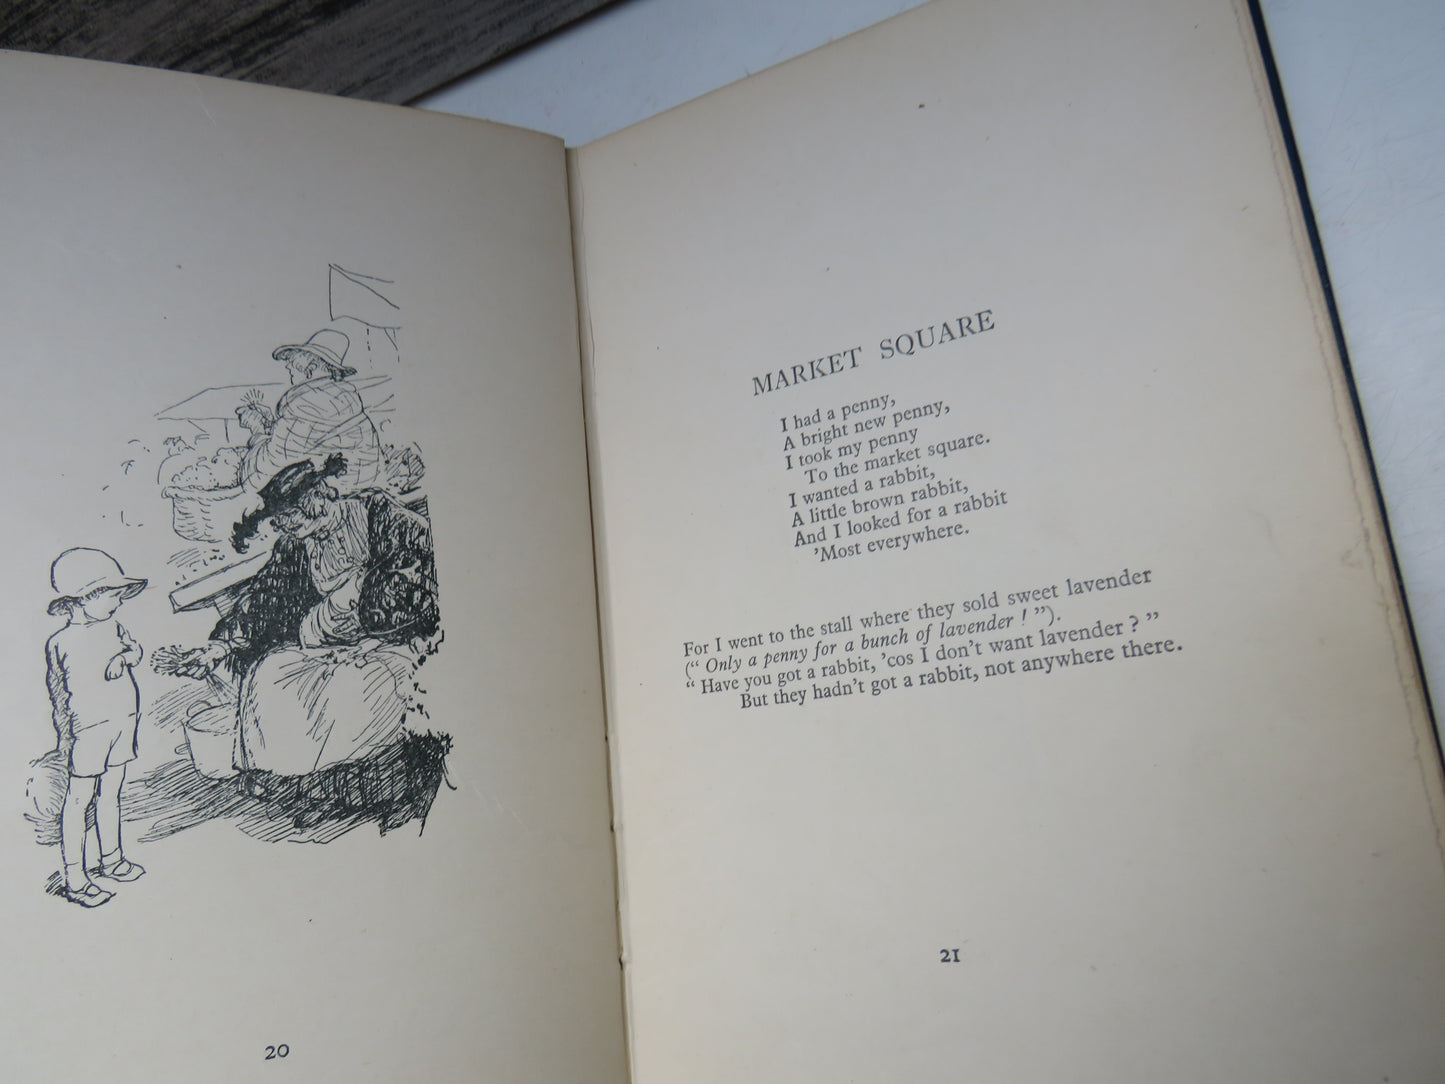 20
MARKET SQUARE
I had a penny,
A bright new penny,
I took my penny
To the market square.
I wanted a rabbit,
A little brown rabbit,
And I looked for a rabbit
'Most everywhere.
For I went to the stall where they sold sweet lavender
(“ Only a penny for a bunch of lavender ! ”).
“ Have you got a rabbit, 'cos I don't want lavender ? ”
But they hadn't got a rabbit, not anywhere there.
21